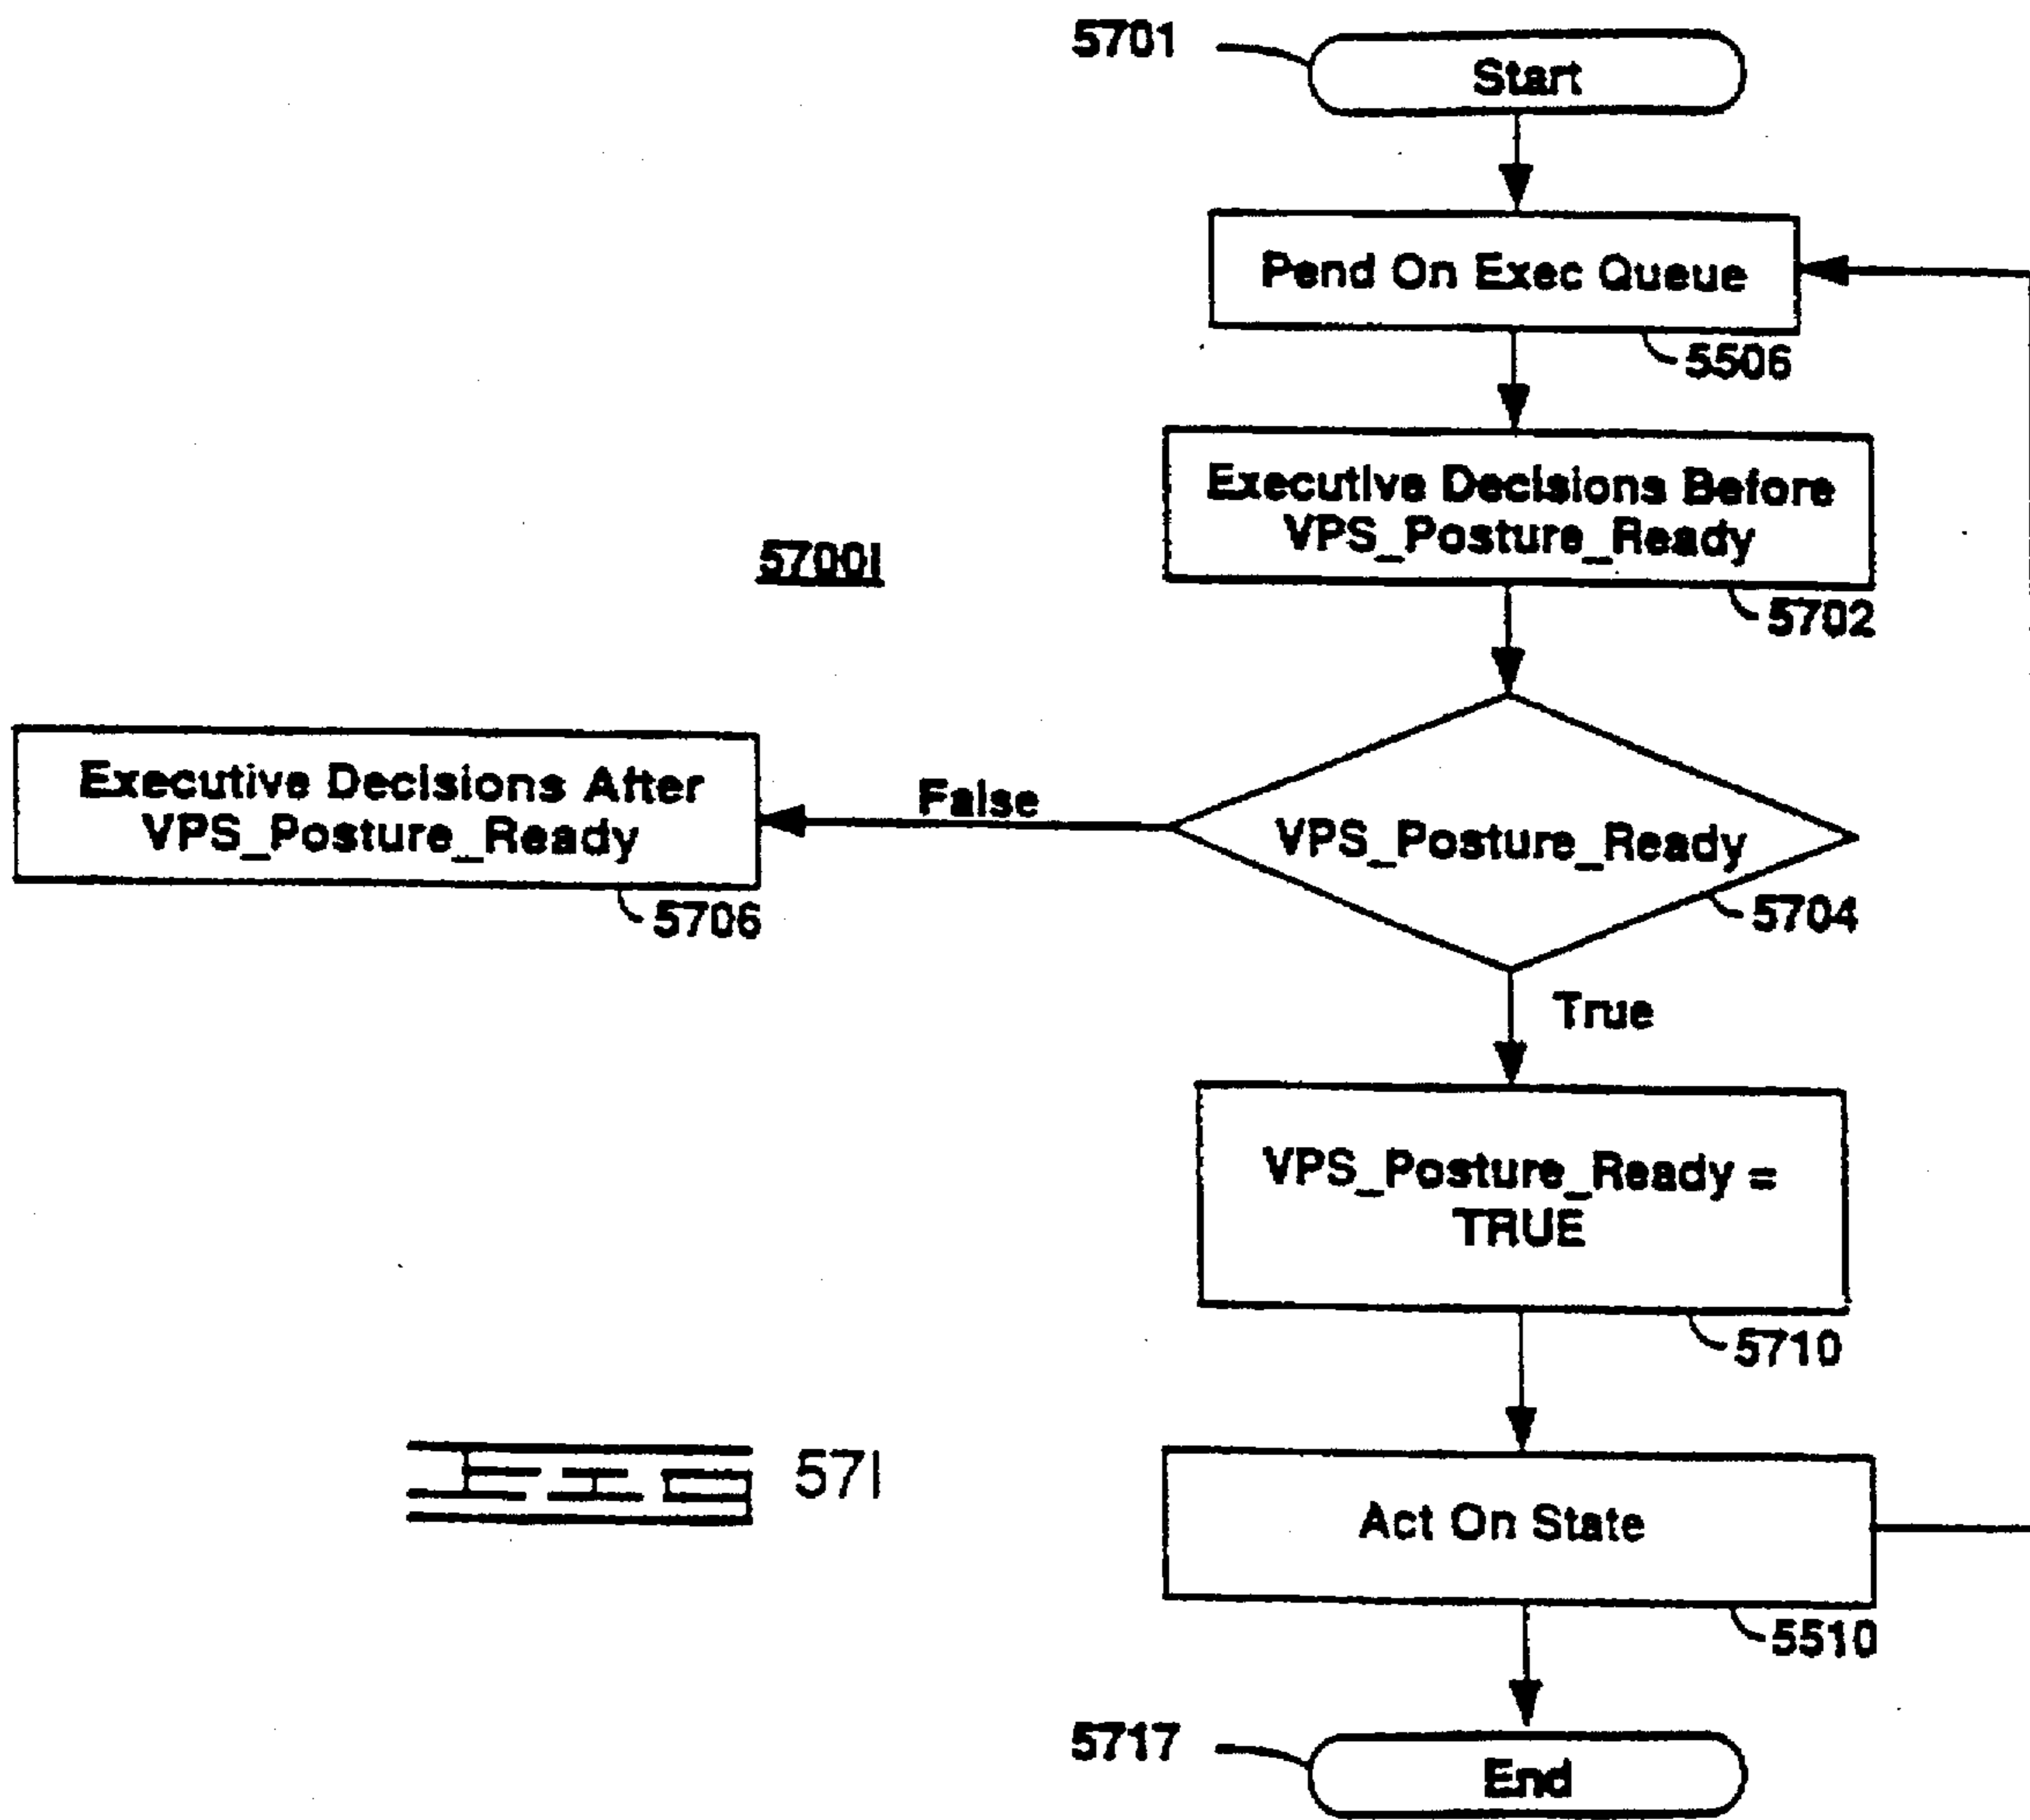 5701
Start
Pend On Exec Queue
5506
Executive Decisions Before
VPS_Posture_Ready
5702
5700I
Executive Decisions After
VPS_Posture_Ready
5706
False
VPS_Posture_Ready
5704
True
VPS_Posture_Ready =
TRUE
5710
FIG 57I
Act On State
5510
5717
End